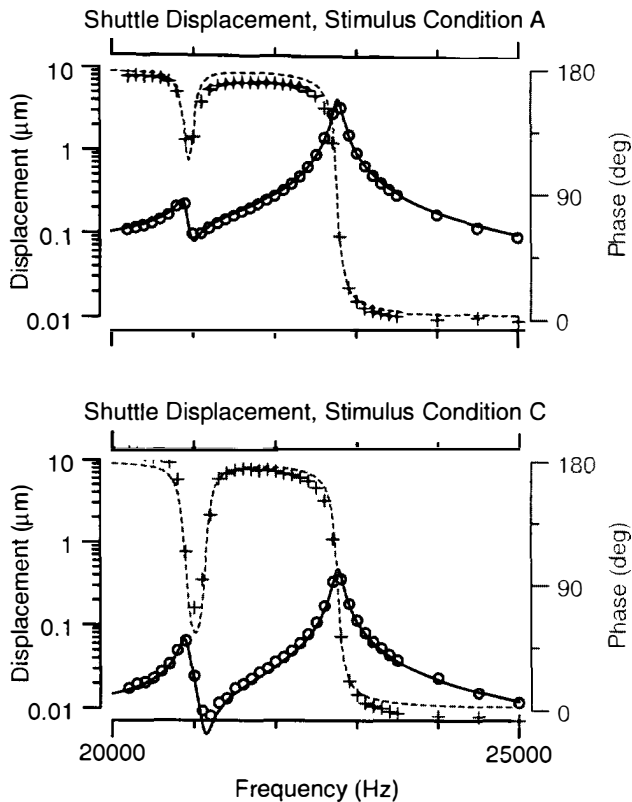 Shuttle Displacement, Stimulus Condition A
10
1
0.1
0.01
Displacement (μm)
180
90
0
Phase (deg)
Shuttle Displacement, Stimulus Condition C
10
1
0.1
0.01
Displacement (μm)
180
90
0
Phase (deg)
20000
25000
Frequency (Hz)